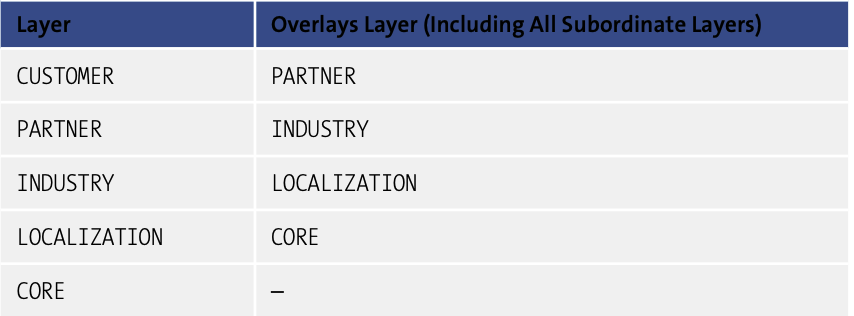 Layer Overlays Layer (Including All Subordinate Layers)
CUSTOMER PARTNER
PARTNER INDUSTRY
INDUSTRY LOCALIZATION
LOCALIZATION CORE
CORE –